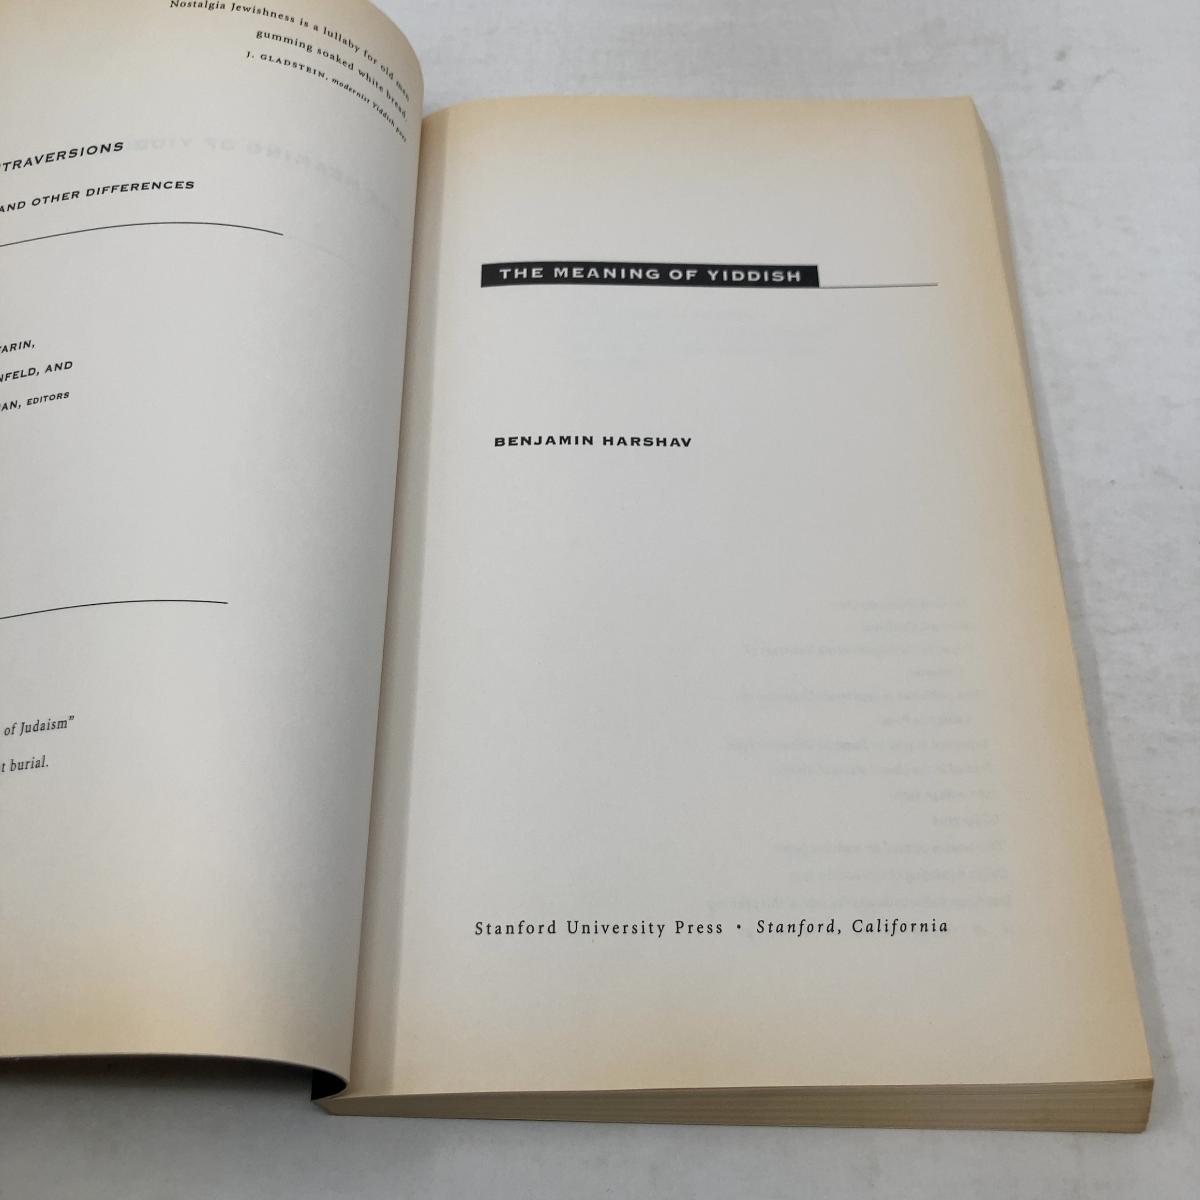 Nostalgia Jewishness is a lullaby for old men
gumming soaked white bread.
J. GLADSTEIN, modernist Yiddish poet
TRAVERSIONS
AND OTHER DIFFERENCES
ARIN,
NFELD, AND
AN, EDITORS
of Judaism”
t burial.
THE MEANING OF YIDDISH
BENJAMIN HARSHAV
Stanford University Press • Stanford, California